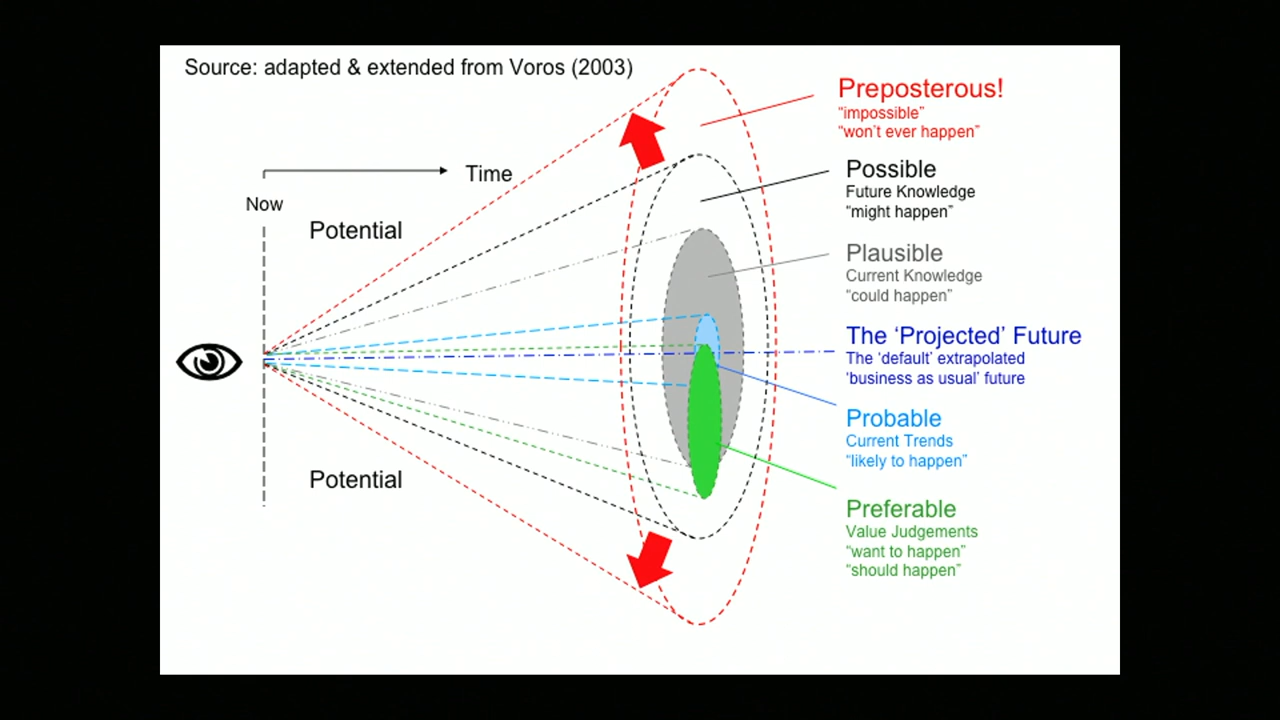 Source: adapted & extended from Voros (2003)
Time
Now
Potential
Potential
Preposterous!
“impossible”
“won’t ever happen”
Possible
Future Knowledge
“might happen”
Plausible
Current Knowledge
“could happen”
The ‘Projected’ Future
The ‘default’ extrapolated
‘business as usual’ future
Probable
Current Trends
“likely to happen”
Preferable
Value Judgements
“want to happen”
“should happen”